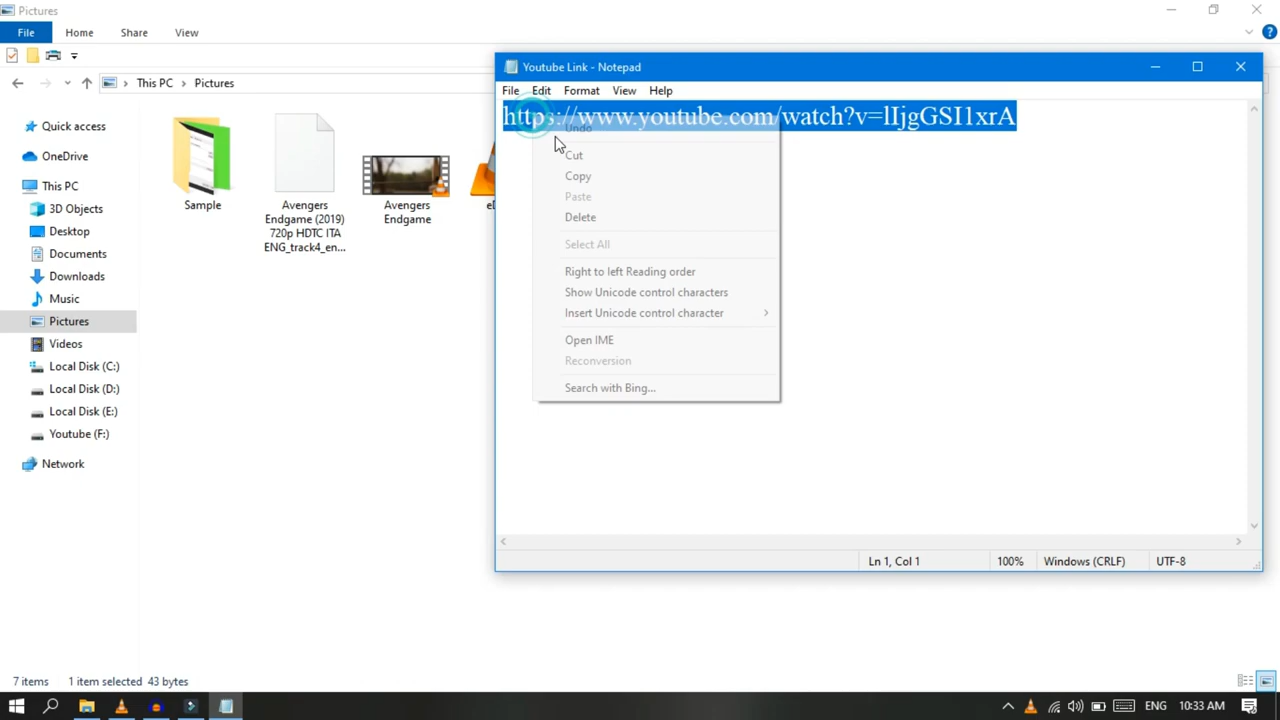 Pictures
File
Home
Share
View
This PC
Pictures
Quick access
OneDrive
This PC
3D Objects
Desktop
Documents
Downloads
Music
Pictures
Videos
Local Disk (C:)
Local Disk (D:)
Local Disk (E:)
Youtube (F:)
Network
Sample
Avengers
Endgame (2019)
720p HDTC ITA
ENG_track4_en...
Avengers
Endgame
Youtube Link - Notepad
File
Edit
Format
View
Help
https://www.youtube.com/watch?v=lIjgGSI1xrA
Undo
Cut
Copy
Paste
Delete
Select All
Right to left Reading order
Show Unicode control characters
Insert Unicode control character
Open IME
Reconversion
Search with Bing...
Ln 1, Col 1
100%
Windows (CRLF)
UTF-8
7 items
1 item selected
43 bytes
ENG
10:33 AM